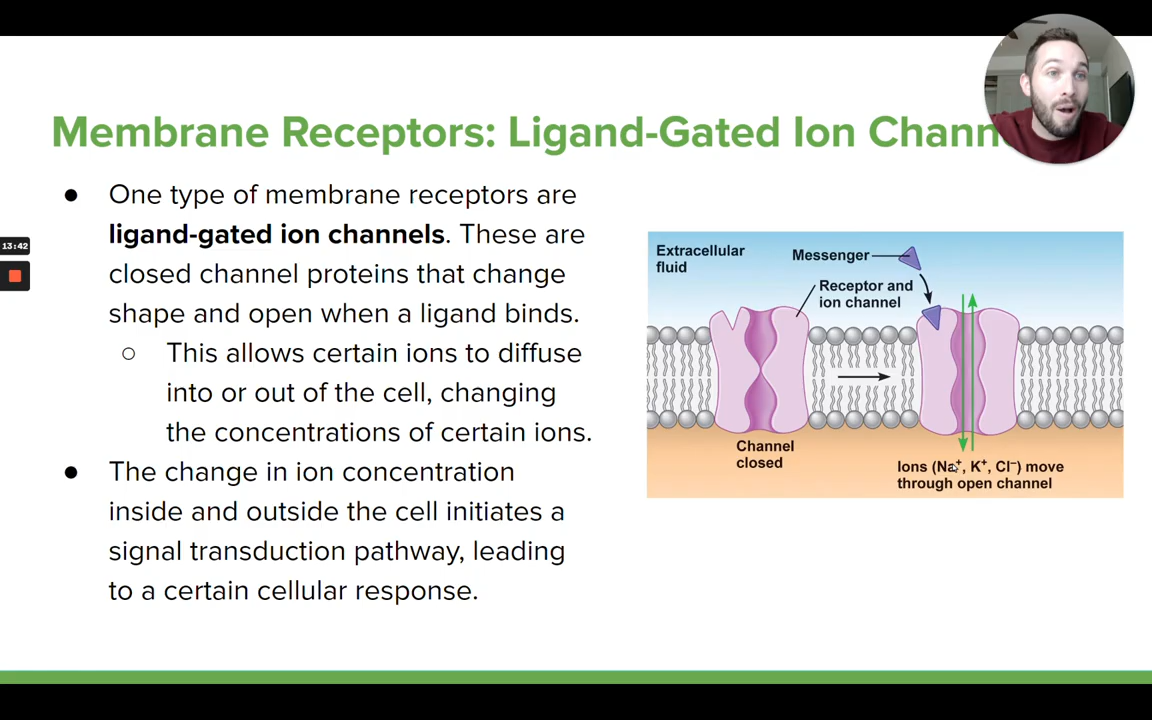 Membrane Receptors: Ligand-Gated Ion
One type of membrane receptors are
ligand-gated ion channels. These are
closed channel proteins that change
shape and open when a ligand binds.
This allows certain ions to diffuse
into or out of the cell, changing
the concentrations of certain ions.
The change in ion concentration
inside and outside the cell initiates a
signal transduction pathway, leading
to a certain cellular response.
13:42
Extracellular
fluid
Messenger
Receptor and
ion channel
Channel
closed
Ions (Na⁺, K⁺, Cl⁻) move
through open channel